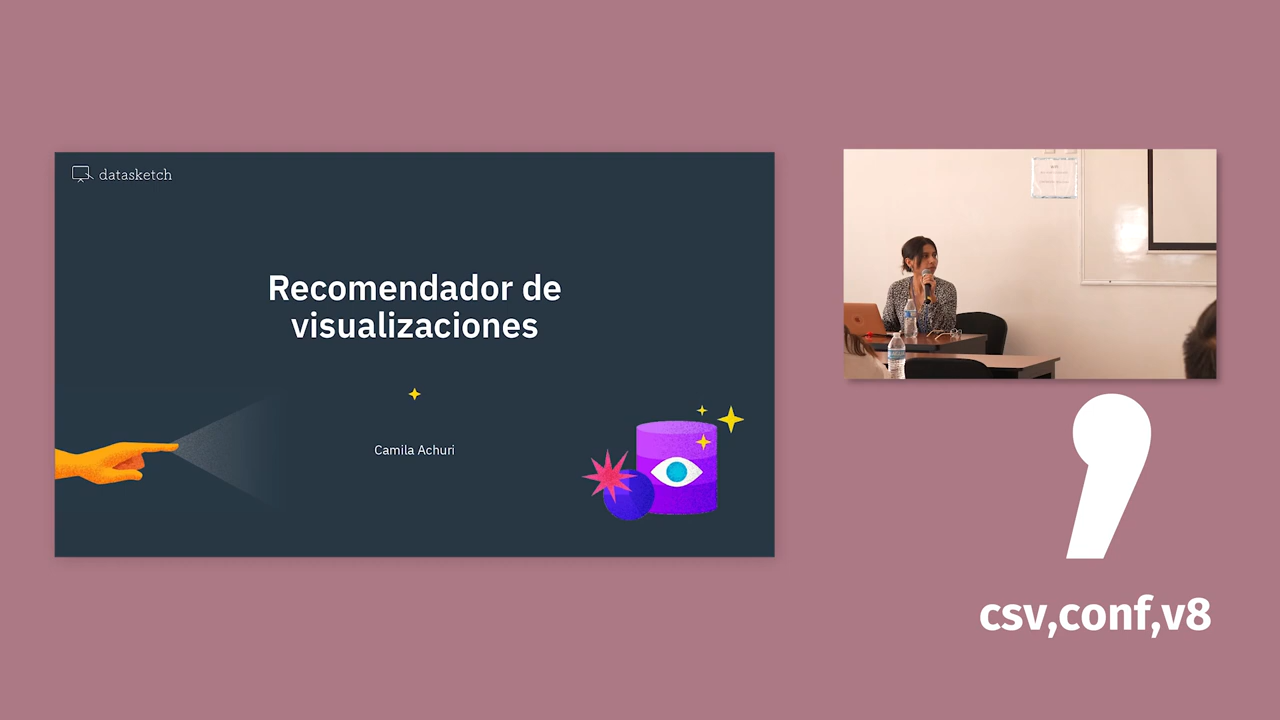 datasketch
Recomendador de
visualizaciones
Camila Achuri
csv,conf,v8